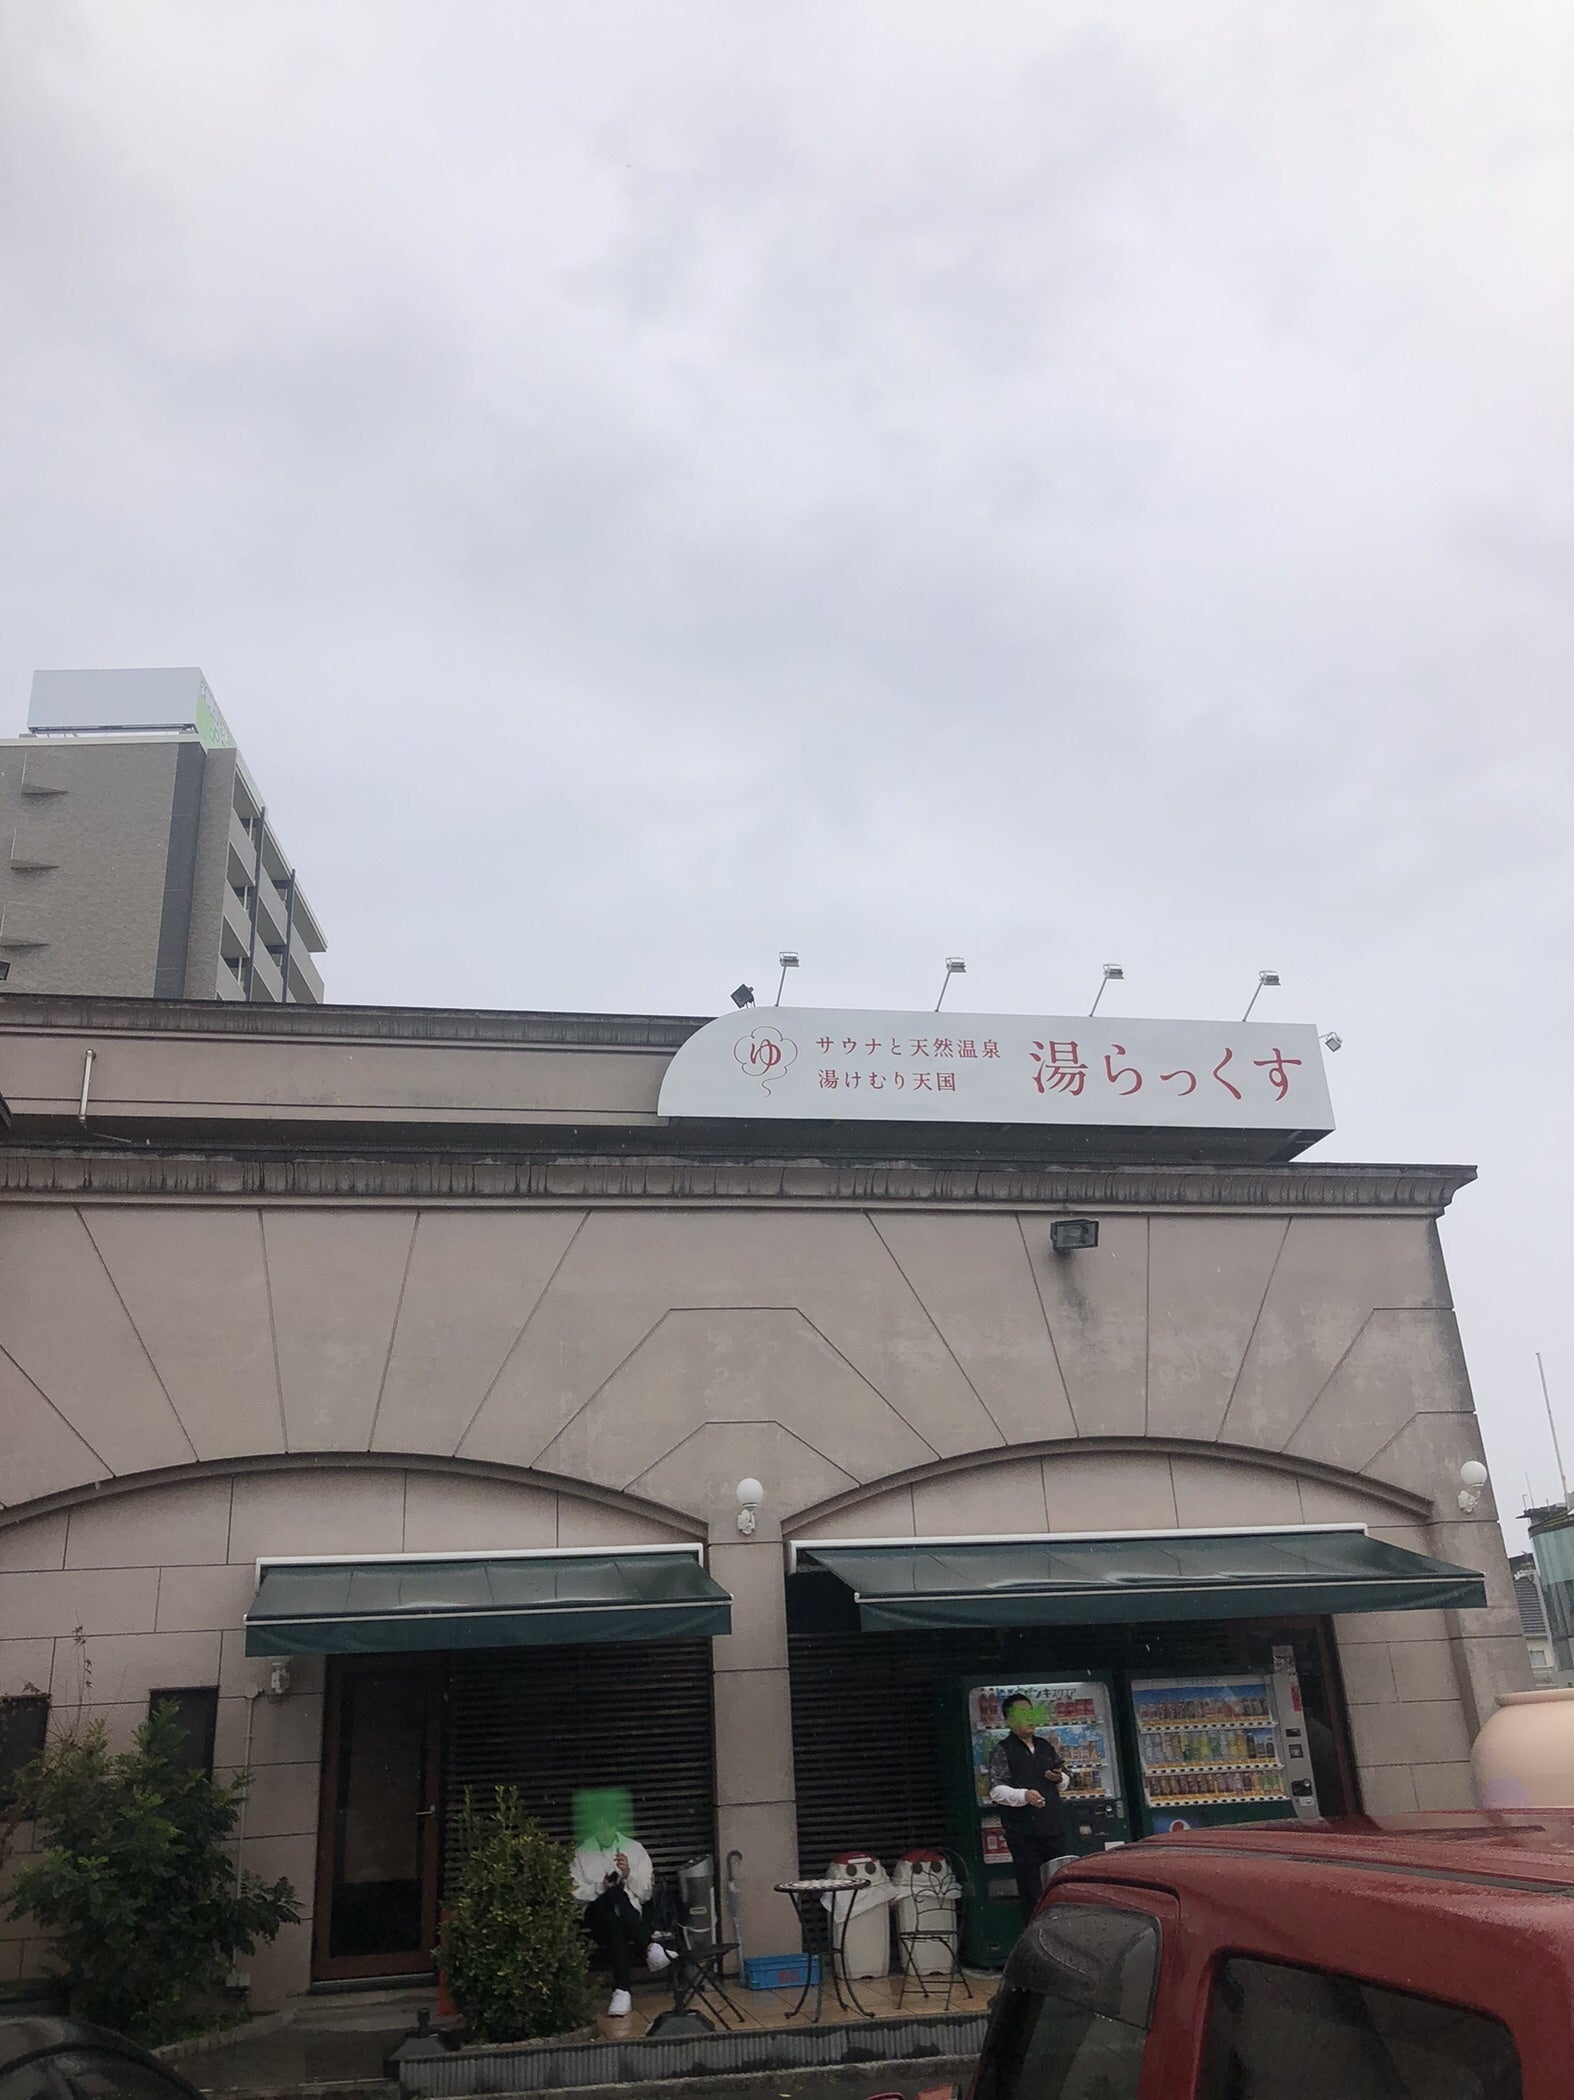 ゆ
サウナと天然温泉
湯けむり天国
湯らっくす